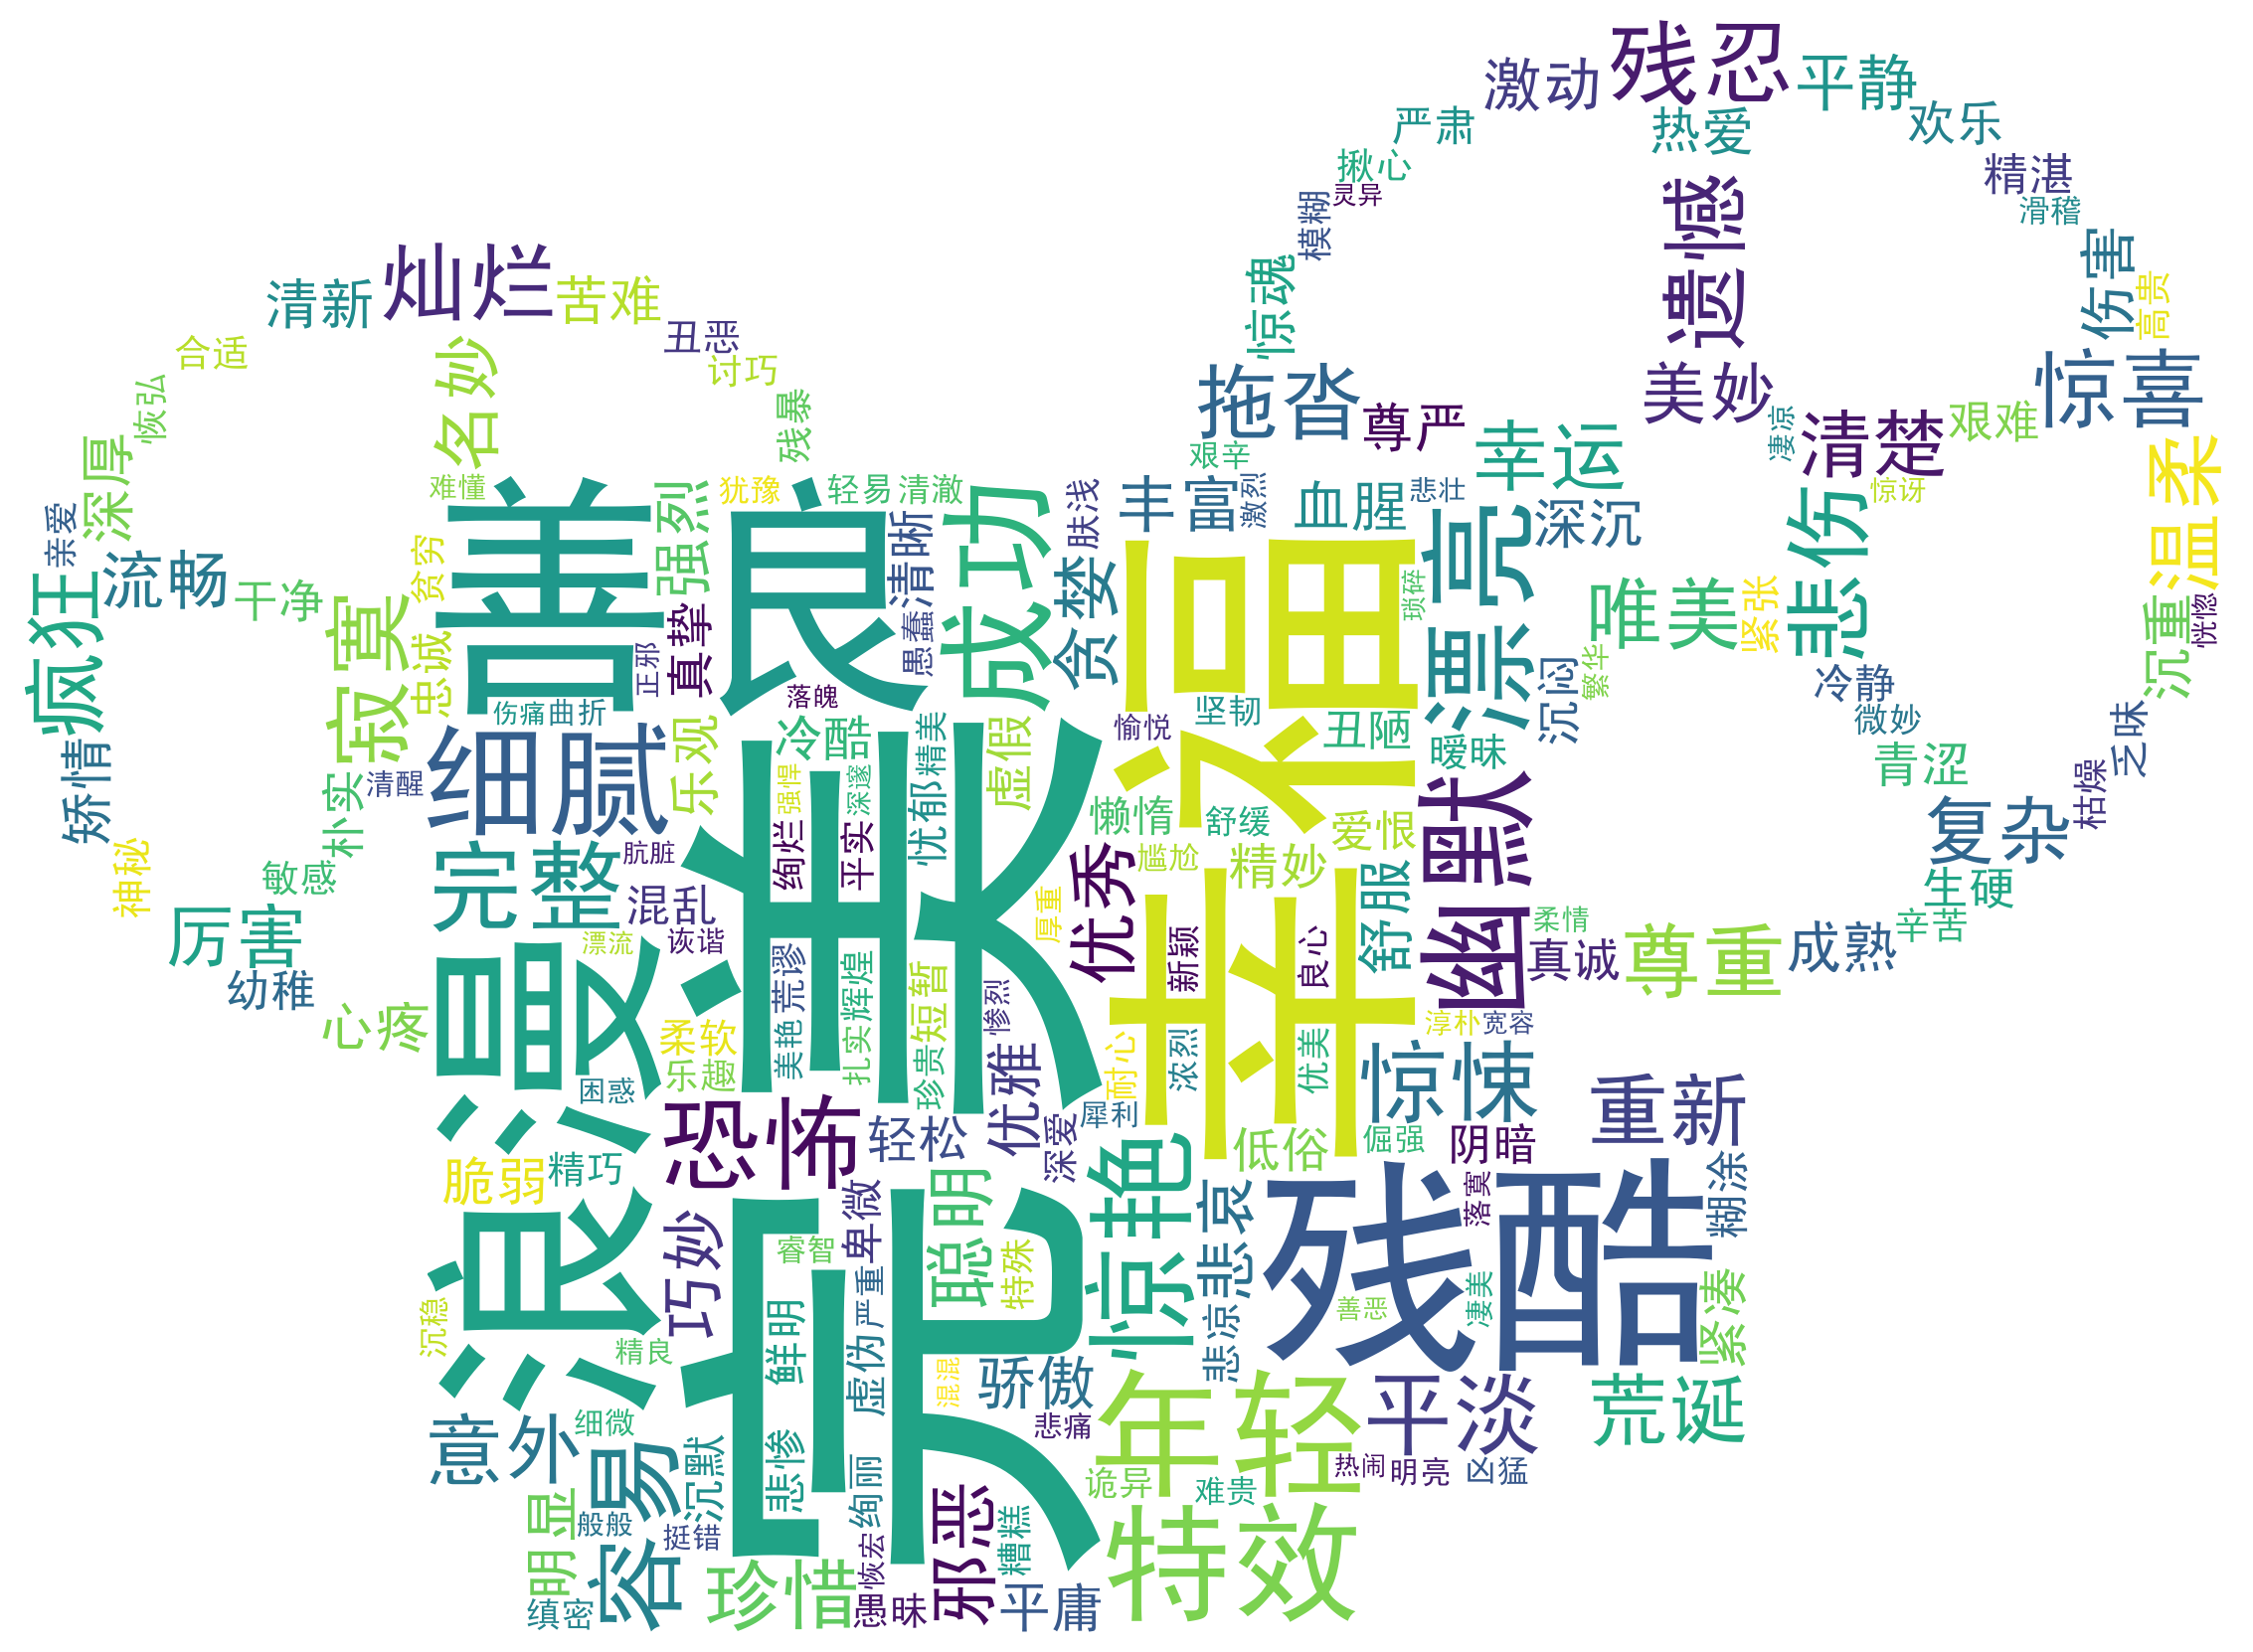 残忍
激动
平静
严肃
热爱
欢乐
揪心
精湛
灵异
滑稽
模糊
遗憾
伤害
高贵
惊魂
灿烂
清新
苦难
丑恶
合适
讨巧
名妙
恢弘
残暴
拖沓
尊严
美妙
惊喜
清楚
艰难
凄凉
幸运
温柔
深厚
艰辛
难懂
犹豫
轻易
清澈
善良
强烈
成功
丰富
激烈
血腥
悲壮
惊讶
肤浅
清晰
漂亮
深沉
悲伤
亲爱
流畅
疯狂
干净
贫穷
寂寞
忠诚
真挚
愚蠢
贪婪
幸福
琐碎
唯美
紧张
沉重
恍惚
正邪
落魄
繁华
沉闷
冷静
微妙
伤痛
曲折
细腻
乐观
冷酷
精美
忧郁
虚假
愉悦
坚韧
丑陋
暧昧
青涩
乏味
枯燥
矫情
清醒
朴实
强悍
深邃
完美
懒惰
舒缓
爱恨
幽默
复杂
神秘
敏感
完整
肮脏
绚烂
平实
尴尬
精妙
舒服
生硬
辛苦
厉害
混乱
诙谐
漂流
浪漫
优秀
厚重
新颖
良心
柔情
真诚
尊重
成熟
幼稚
心疼
荒谬
辉煌
短暂
惨烈
柔软
乐趣
美艳
扎实
珍贵
优雅
耐心
浓烈
优美
淳朴
宽容
惊悚
重新
困惑
恐怖
轻松
深爱
犀利
低俗
倔强
阴暗
脆弱
精巧
惊艳
悲哀
残酷
落寞
糊涂
巧妙
睿智
卑微
聪明
特殊
沉稳
精良
鲜明
严重
悲凉
善恶
凄美
紧凑
意外
细微
虚伪
混混
骄傲
悲痛
年轻
平淡
荒诞
容易
沉默
悲惨
绚丽
诡异
难贵
热闹
明亮
凶猛
明显
般般
挺错
邪恶
糟糕
特效
缜密
珍惜
恢宏
愚昧
平庸